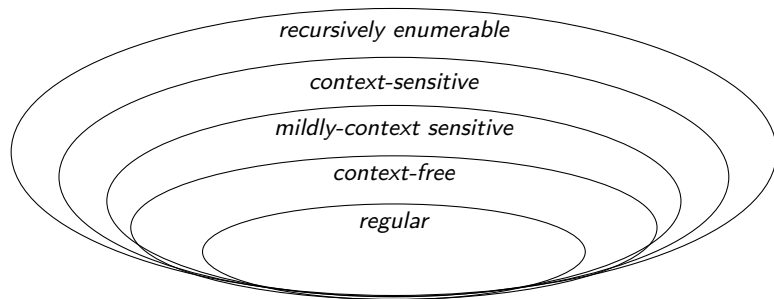 recursively enumerable
context-sensitive
mildly-context sensitive
context-free
regular